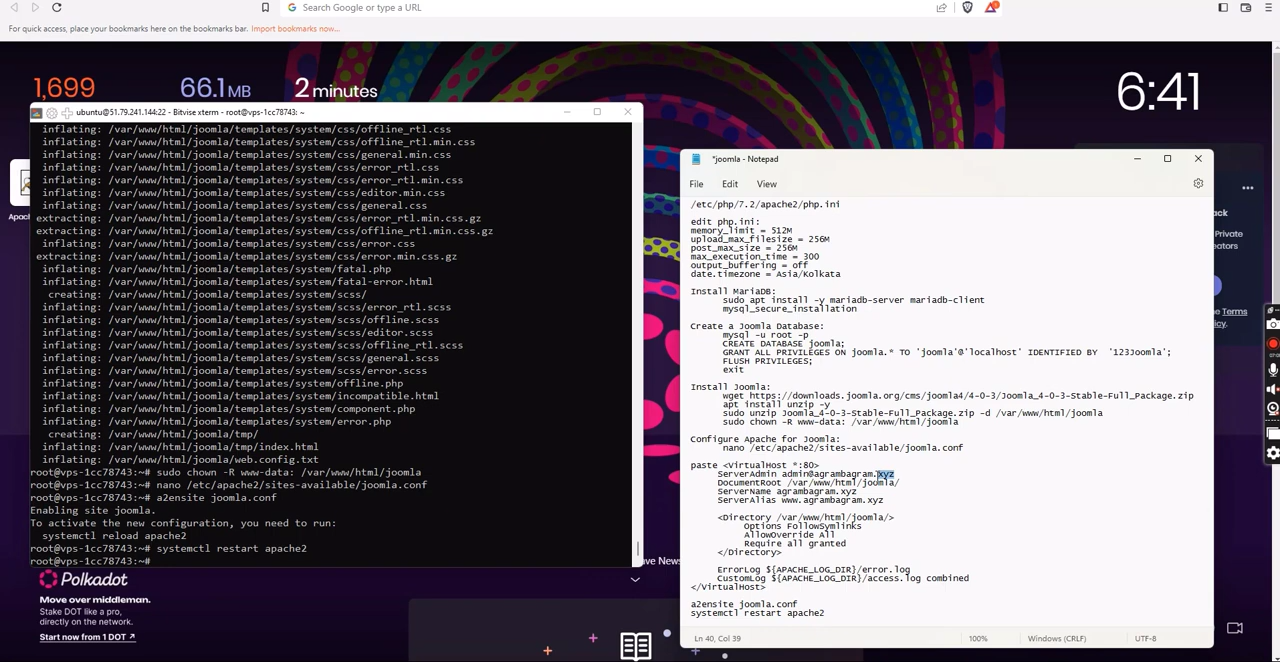 Search Google or type a URL
For quick access, place your bookmarks here on the bookmarks bar. Import bookmarks now...
1,699
66.1MB
2 minutes
6:41
ubuntu@51.79.241.144:22 - Bitvise xterm - root@vps-1cc78743: ~
inflating: /var/www/html/joomla/templates/system/css/offline_rtl.css
inflating: /var/www/html/joomla/templates/system/css/offline_rtl.min.css
inflating: /var/www/html/joomla/templates/system/css/general.min.css
inflating: /var/www/html/joomla/templates/system/css/error_rtl.css
inflating: /var/www/html/joomla/templates/system/css/error_rtl.min.css
inflating: /var/www/html/joomla/templates/system/css/editor.min.css
inflating: /var/www/html/joomla/templates/system/css/general.css
extracting: /var/www/html/joomla/templates/system/css/error_rtl.min.css.gz
extracting: /var/www/html/joomla/templates/system/css/offline_rtl.min.css.gz
inflating: /var/www/html/joomla/templates/system/css/error.css
extracting: /var/www/html/joomla/templates/system/css/error.min.css.gz
inflating: /var/www/html/joomla/templates/system/fatal.php
inflating: /var/www/html/joomla/templates/system/fatal-error.html
creating: /var/www/html/joomla/templates/system/scss/
inflating: /var/www/html/joomla/templates/system/scss/error_rtl.scss
inflating: /var/www/html/joomla/templates/system/scss/offline.scss
inflating: /var/www/html/joomla/templates/system/scss/editor.scss
inflating: /var/www/html/joomla/templates/system/scss/offline_rtl.scss
inflating: /var/www/html/joomla/templates/system/scss/general.scss
inflating: /var/www/html/joomla/templates/system/scss/error.scss
inflating: /var/www/html/joomla/templates/system/offline.php
inflating: /var/www/html/joomla/templates/system/incompatible.html
inflating: /var/www/html/joomla/templates/system/component.php
inflating: /var/www/html/joomla/templates/system/error.php
creating: /var/www/html/joomla/tmp/
inflating: /var/www/html/joomla/tmp/index.html
inflating: /var/www/html/joomla/web.config.txt
root@vps-1cc78743:~# sudo chown -R www-data: /var/www/html/joomla
root@vps-1cc78743:~# nano /etc/apache2/sites-available/joomla.conf
root@vps-1cc78743:~# a2ensite joomla.conf
Enabling site joomla.
To activate the new configuration, you need to run:
systemctl reload apache2
root@vps-1cc78743:~# systemctl restart apache2
root@vps-1cc78743:~#
Polkadot
Move over middleman.
Stake DOT like a pro,
directly on the network.
Start now from 1 DOT
*joomla - Notepad
File Edit View
/etc/php/7.2/apache2/php.ini
edit php.ini:
memory_limit = 512M
upload_max_filesize = 256M
post_max_size = 256M
max_execution_time = 300
output_buffering = off
date.timezone = Asia/Kolkata
Install MariaDB:
sudo apt install -y mariadb-server mariadb-client
mysql_secure_installation
Create a Joomla Database:
mysql -u root -p
CREATE DATABASE joomla;
GRANT ALL PRIVILEGES ON joomla.* TO 'joomla'@'localhost' IDENTIFIED BY '123Joomla';
FLUSH PRIVILEGES;
exit
Install Joomla:
wget https://downloads.joomla.org/cms/joomla4/4-0-3/Joomla_4-0-3-Stable-Full_Package.zip
apt install unzip -y
sudo unzip Joomla_4-0-3-Stable-Full_Package.zip -d /var/www/html/joomla
sudo chown -R www-data: /var/www/html/joomla
Configure Apache for Joomla:
nano /etc/apache2/sites-available/joomla.conf
paste <VirtualHost *:80>
ServerAdmin admin@agrambagram.xyz
DocumentRoot /var/www/html/joomla/
ServerName agrambagram.xyz
ServerAlias www.agrambagram.xyz
<Directory /var/www/html/joomla/>
Options FollowSymlinks
AllowOverride All
Require all granted
</Directory>
ErrorLog ${APACHE_LOG_DIR}/error.log
CustomLog ${APACHE_LOG_DIR}/access.log combined
</VirtualHost>
a2ensite joomla.conf
systemctl restart apache2
Ln 40, Col 39
100%
Windows (CRLF)
UTF-8
Private
Terms